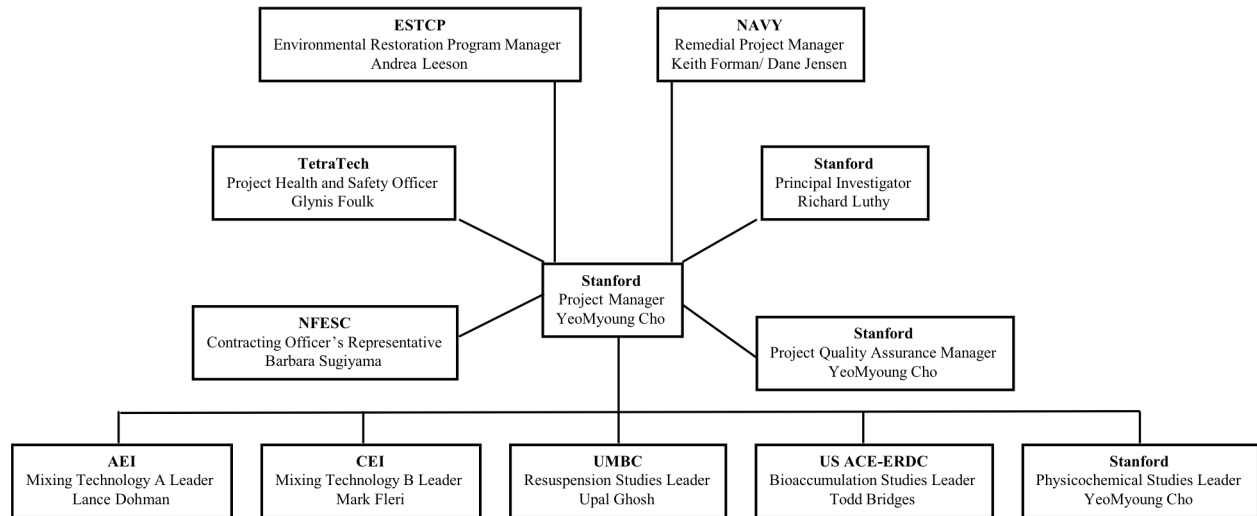 ESTCP
Environmental Restoration Program Manager
Andrea Leeson
NAVY
Remedial Project Manager
Keith Forman/ Dane Jensen
TetraTech
Project Health and Safety Officer
Glynis Foulk
Stanford
Principal Investigator
Richard Luthy
Stanford
Project Manager
YeoMyoung Cho
NFESC
Contracting Officer’s Representative
Barbara Sugiyama
Stanford
Project Quality Assurance Manager
YeoMyoung Cho
AEI
Mixing Technology A Leader
Lance Dohman
CEI
Mixing Technology B Leader
Mark Fleri
UMBC
Resuspension Studies Leader
Upal Ghosh
US ACE-ERDC
Bioaccumulation Studies Leader
Todd Bridges
Stanford
Physicochemical Studies Leader
YeoMyoung Cho